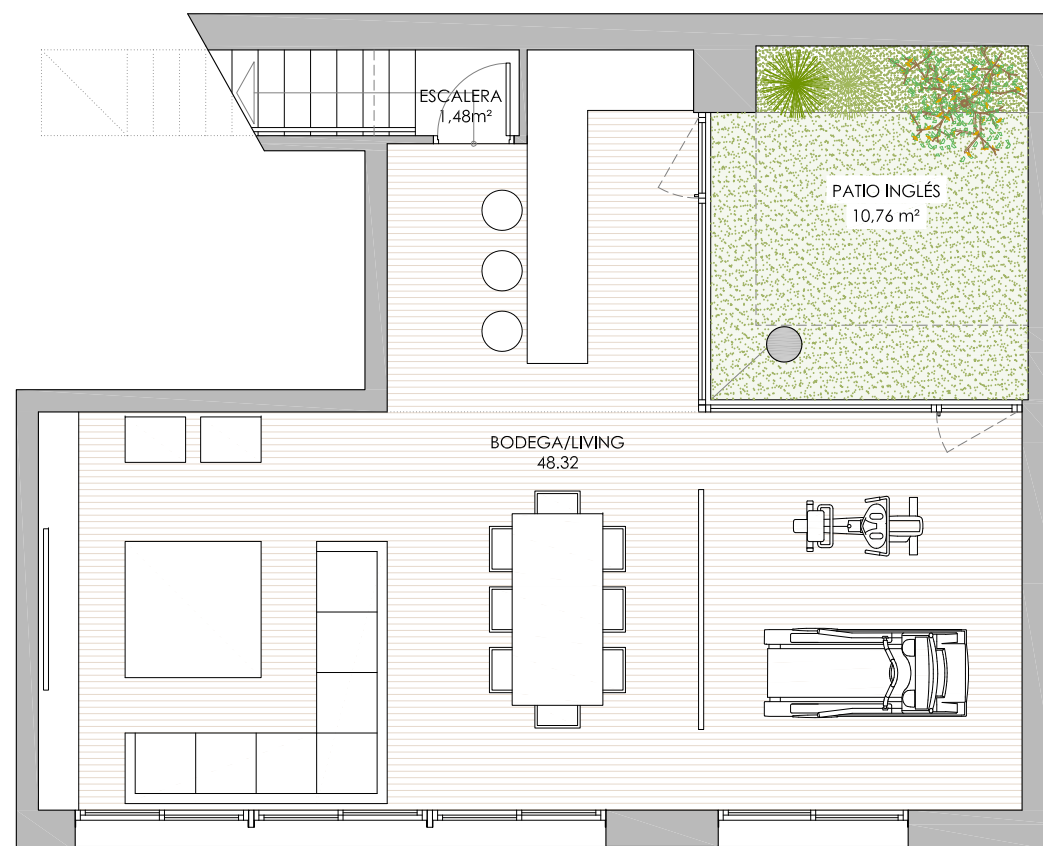 ESCALERA
1,48m²
PATIO INGLÉS
10,76 m²
BODEGA/LIVING
48.32